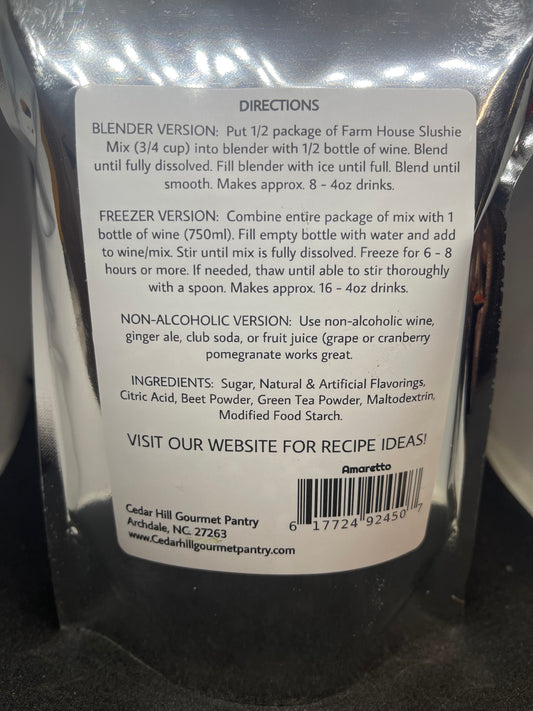 DIRECTIONS
BLENDER VERSION: Put 1/2 package of Farm House Slushie
Mix (3/4 cup) into blender with 1/2 bottle of wine. Blend
until fully dissolved. Fill blender with ice until full. Blend until
smooth. Makes approx. 8 - 4oz drinks.
FREEZER VERSION: Combine entire package of mix with 1
bottle of wine (750ml). Fill empty bottle with water and add
to wine/mix. Stir until mix is fully dissolved. Freeze for 6 - 8
hours or more. If needed, thaw until able to stir thoroughly
with a spoon. Makes approx. 16 - 4oz drinks.
NON-ALCOHOLIC VERSION: Use non-alcoholic wine,
ginger ale, club soda, or fruit juice (grape or cranberry
pomegranate works great.
INGREDIENTS: Sugar, Natural & Artificial Flavorings,
Citric Acid, Beet Powder, Green Tea Powder, Maltodextrin,
Modified Food Starch.
VISIT OUR WEBSITE FOR RECIPE IDEAS!
Amaretto
6 17724 92450 7
Cedar Hill Gourmet Pantry
Archdale, NC. 27263
www.Cedarhillgourmetpantry.com